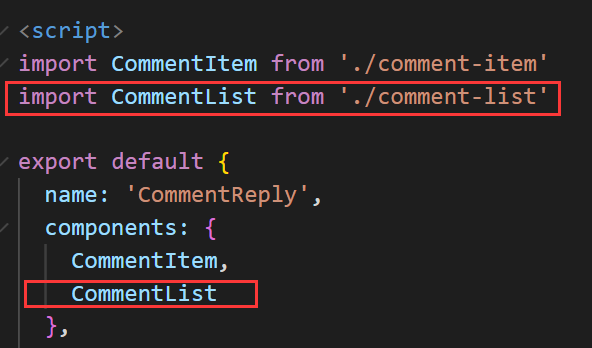 <script>
import CommentItem from './comment-item'
import CommentList from './comment-list'
export default {
name: 'CommentReply',
components: {
CommentItem,
CommentList
},